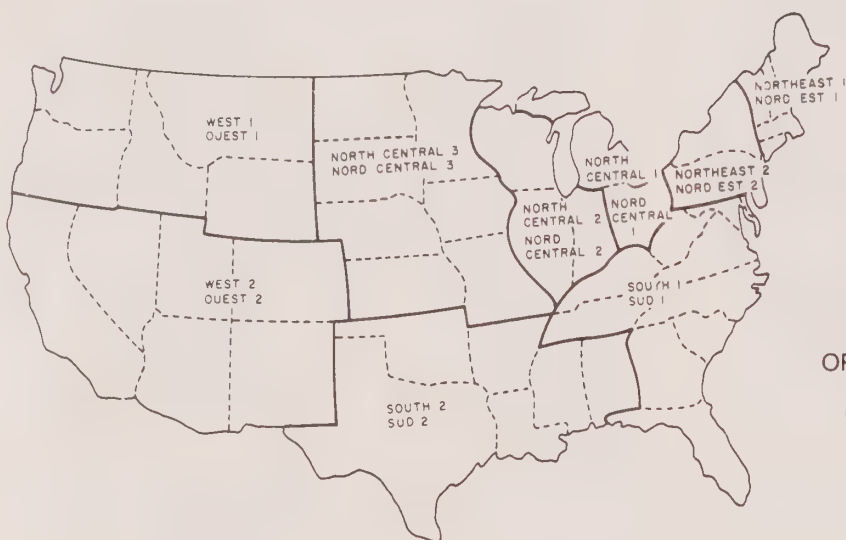 WEST 1
OUEST 1
NORTH CENTRAL 3
NORD CENTRAL 3
NORTHEAST 1
NORD EST 1
NORTH
CENTRAL 1
NORTHEAST 2
NORD EST 2
NORTH
CENTRAL 2
NORD
CENTRAL 2
NORD
CENTRAL
1
WEST 2
OUEST 2
SOUTH 1
SUD 1
SOUTH 2
SUD 2